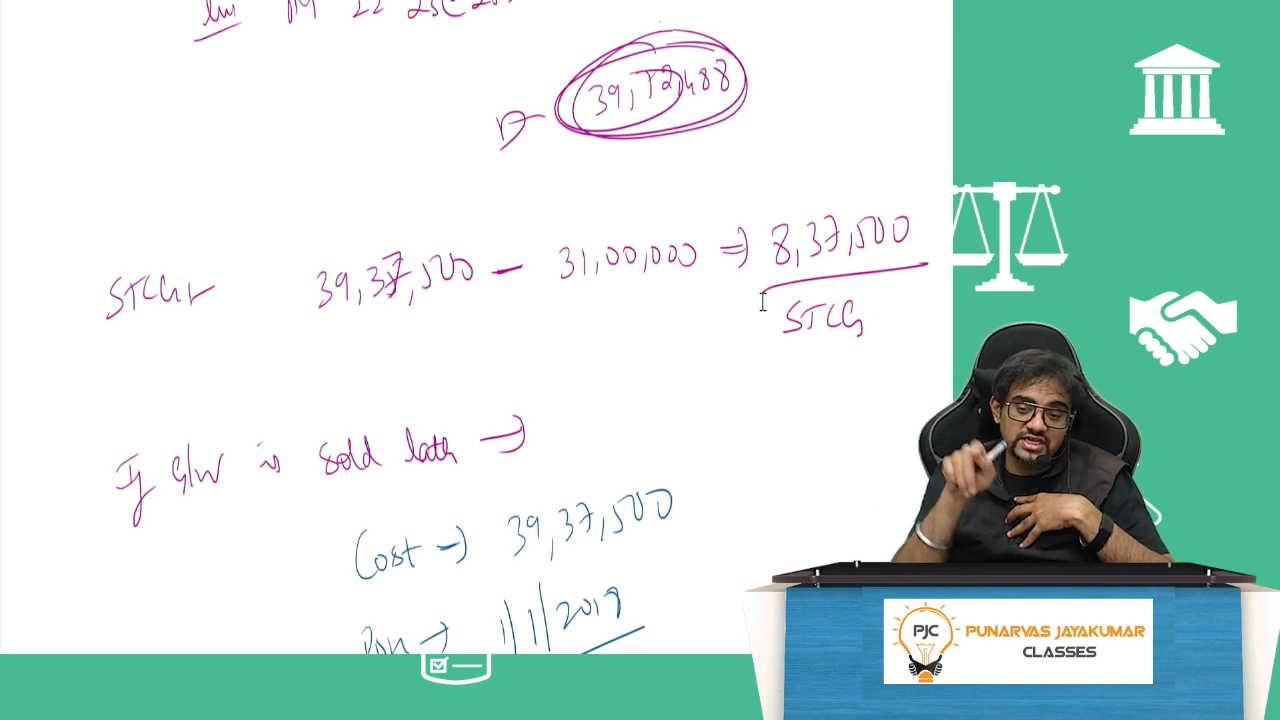 39,72,488
STCG 39,37,500 - 31,00,000 ⇒ 8,37,500
STCG
If G/W is sold later →
Cost → 39,37,500
1/1/2018
PJC PUNARVAS JAYAKUMAR
CLASSES